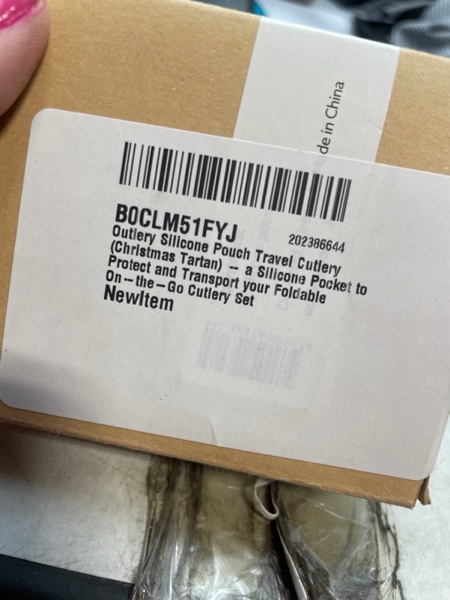 de in China
B0CLM51FYJ 202386644
Outlery Silicone Pouch Travel Cutlery
(Christmas Tartan) -- a Silicone Pocket to
Protect and Transport your Foldable
On--the--Go Cutlery Set
NewItem